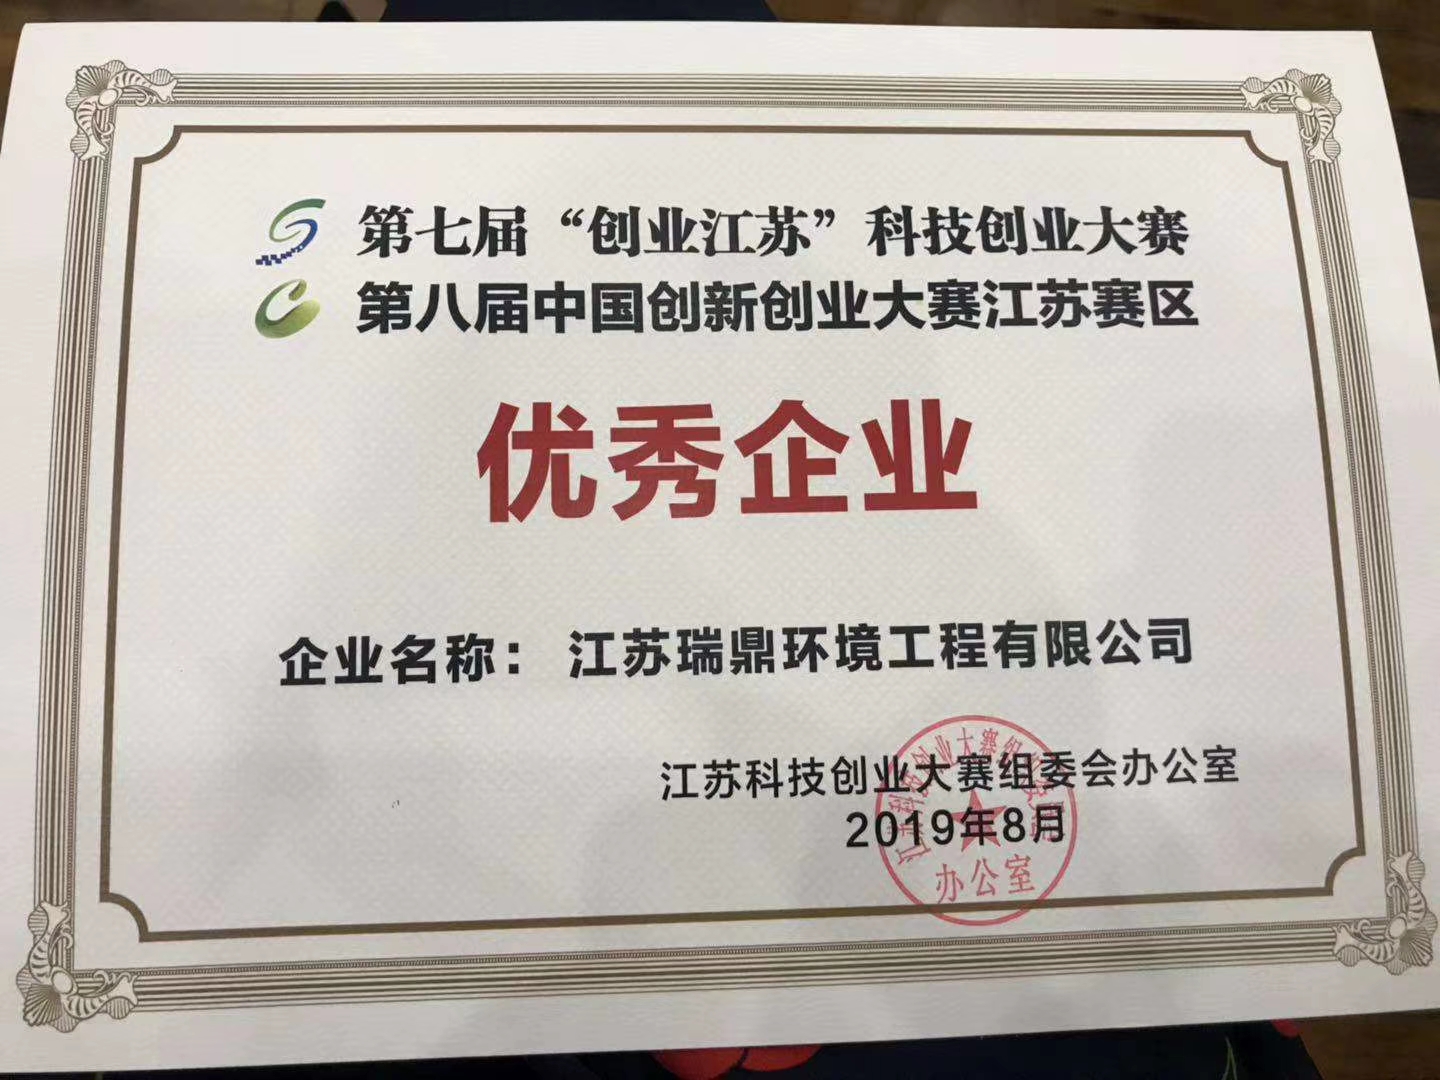 第七届“创业江苏”科技创业大赛
第八届中国创新创业大赛江苏赛区
优秀企业
企业名称： 江苏瑞鼎环境工程有限公司
江苏科技创业大赛组委会办公室
2019年8月
办公室